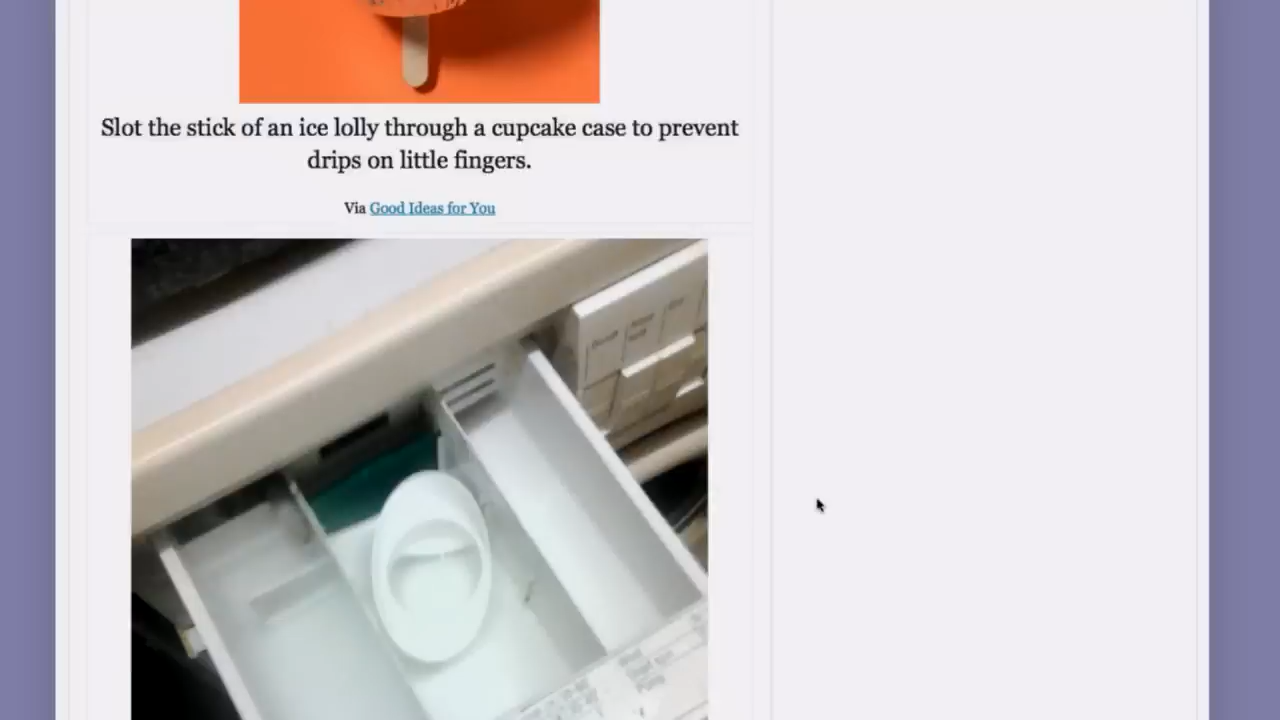 Slot the stick of an ice lolly through a cupcake case to prevent
drips on little fingers.
Via Good Ideas for You